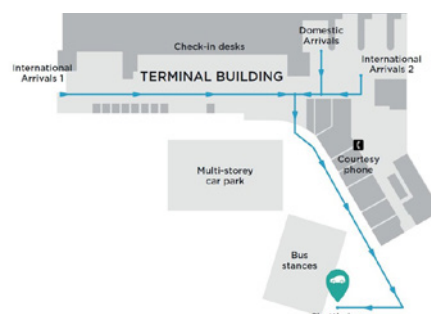 Check-in desks
Domestic
Arrivals
International
Arrivals 1
TERMINAL BUILDING
International
Arrivals 2
Courtesy
phone
Multi-storey
car park
Bus
stances